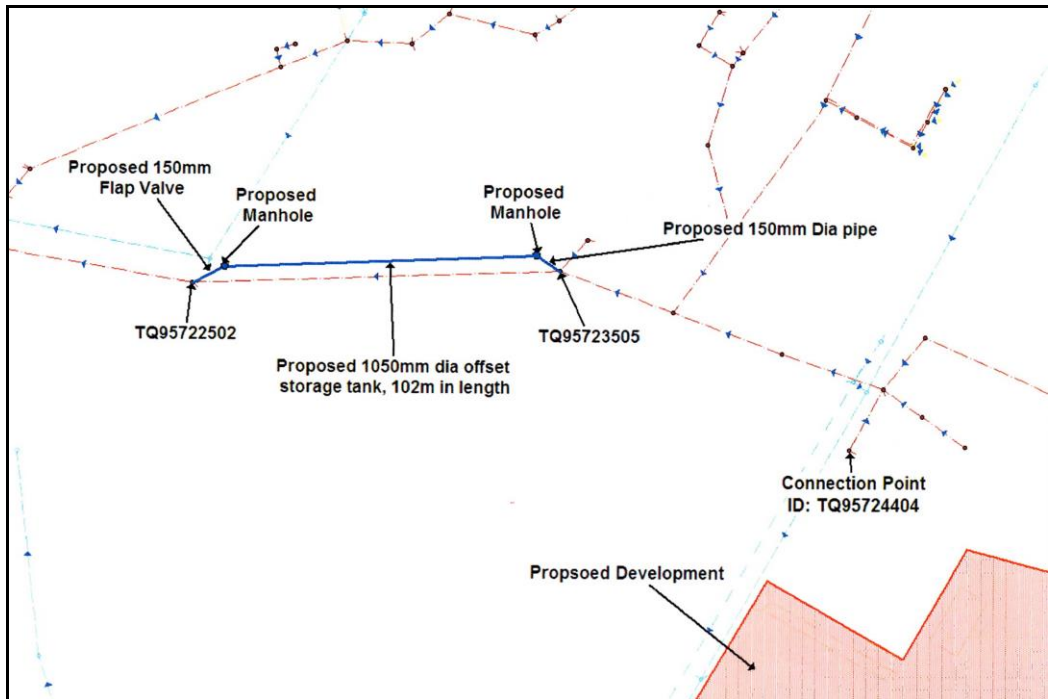 Proposed 150mm
Flap Valve
Proposed
Manhole
Proposed
Manhole
Proposed 150mm Dia pipe
TQ95722502
TQ95723505
Proposed 1050mm dia offset
storage tank, 102m in length
Connection Point
ID: TQ95724404
Propsoed Development